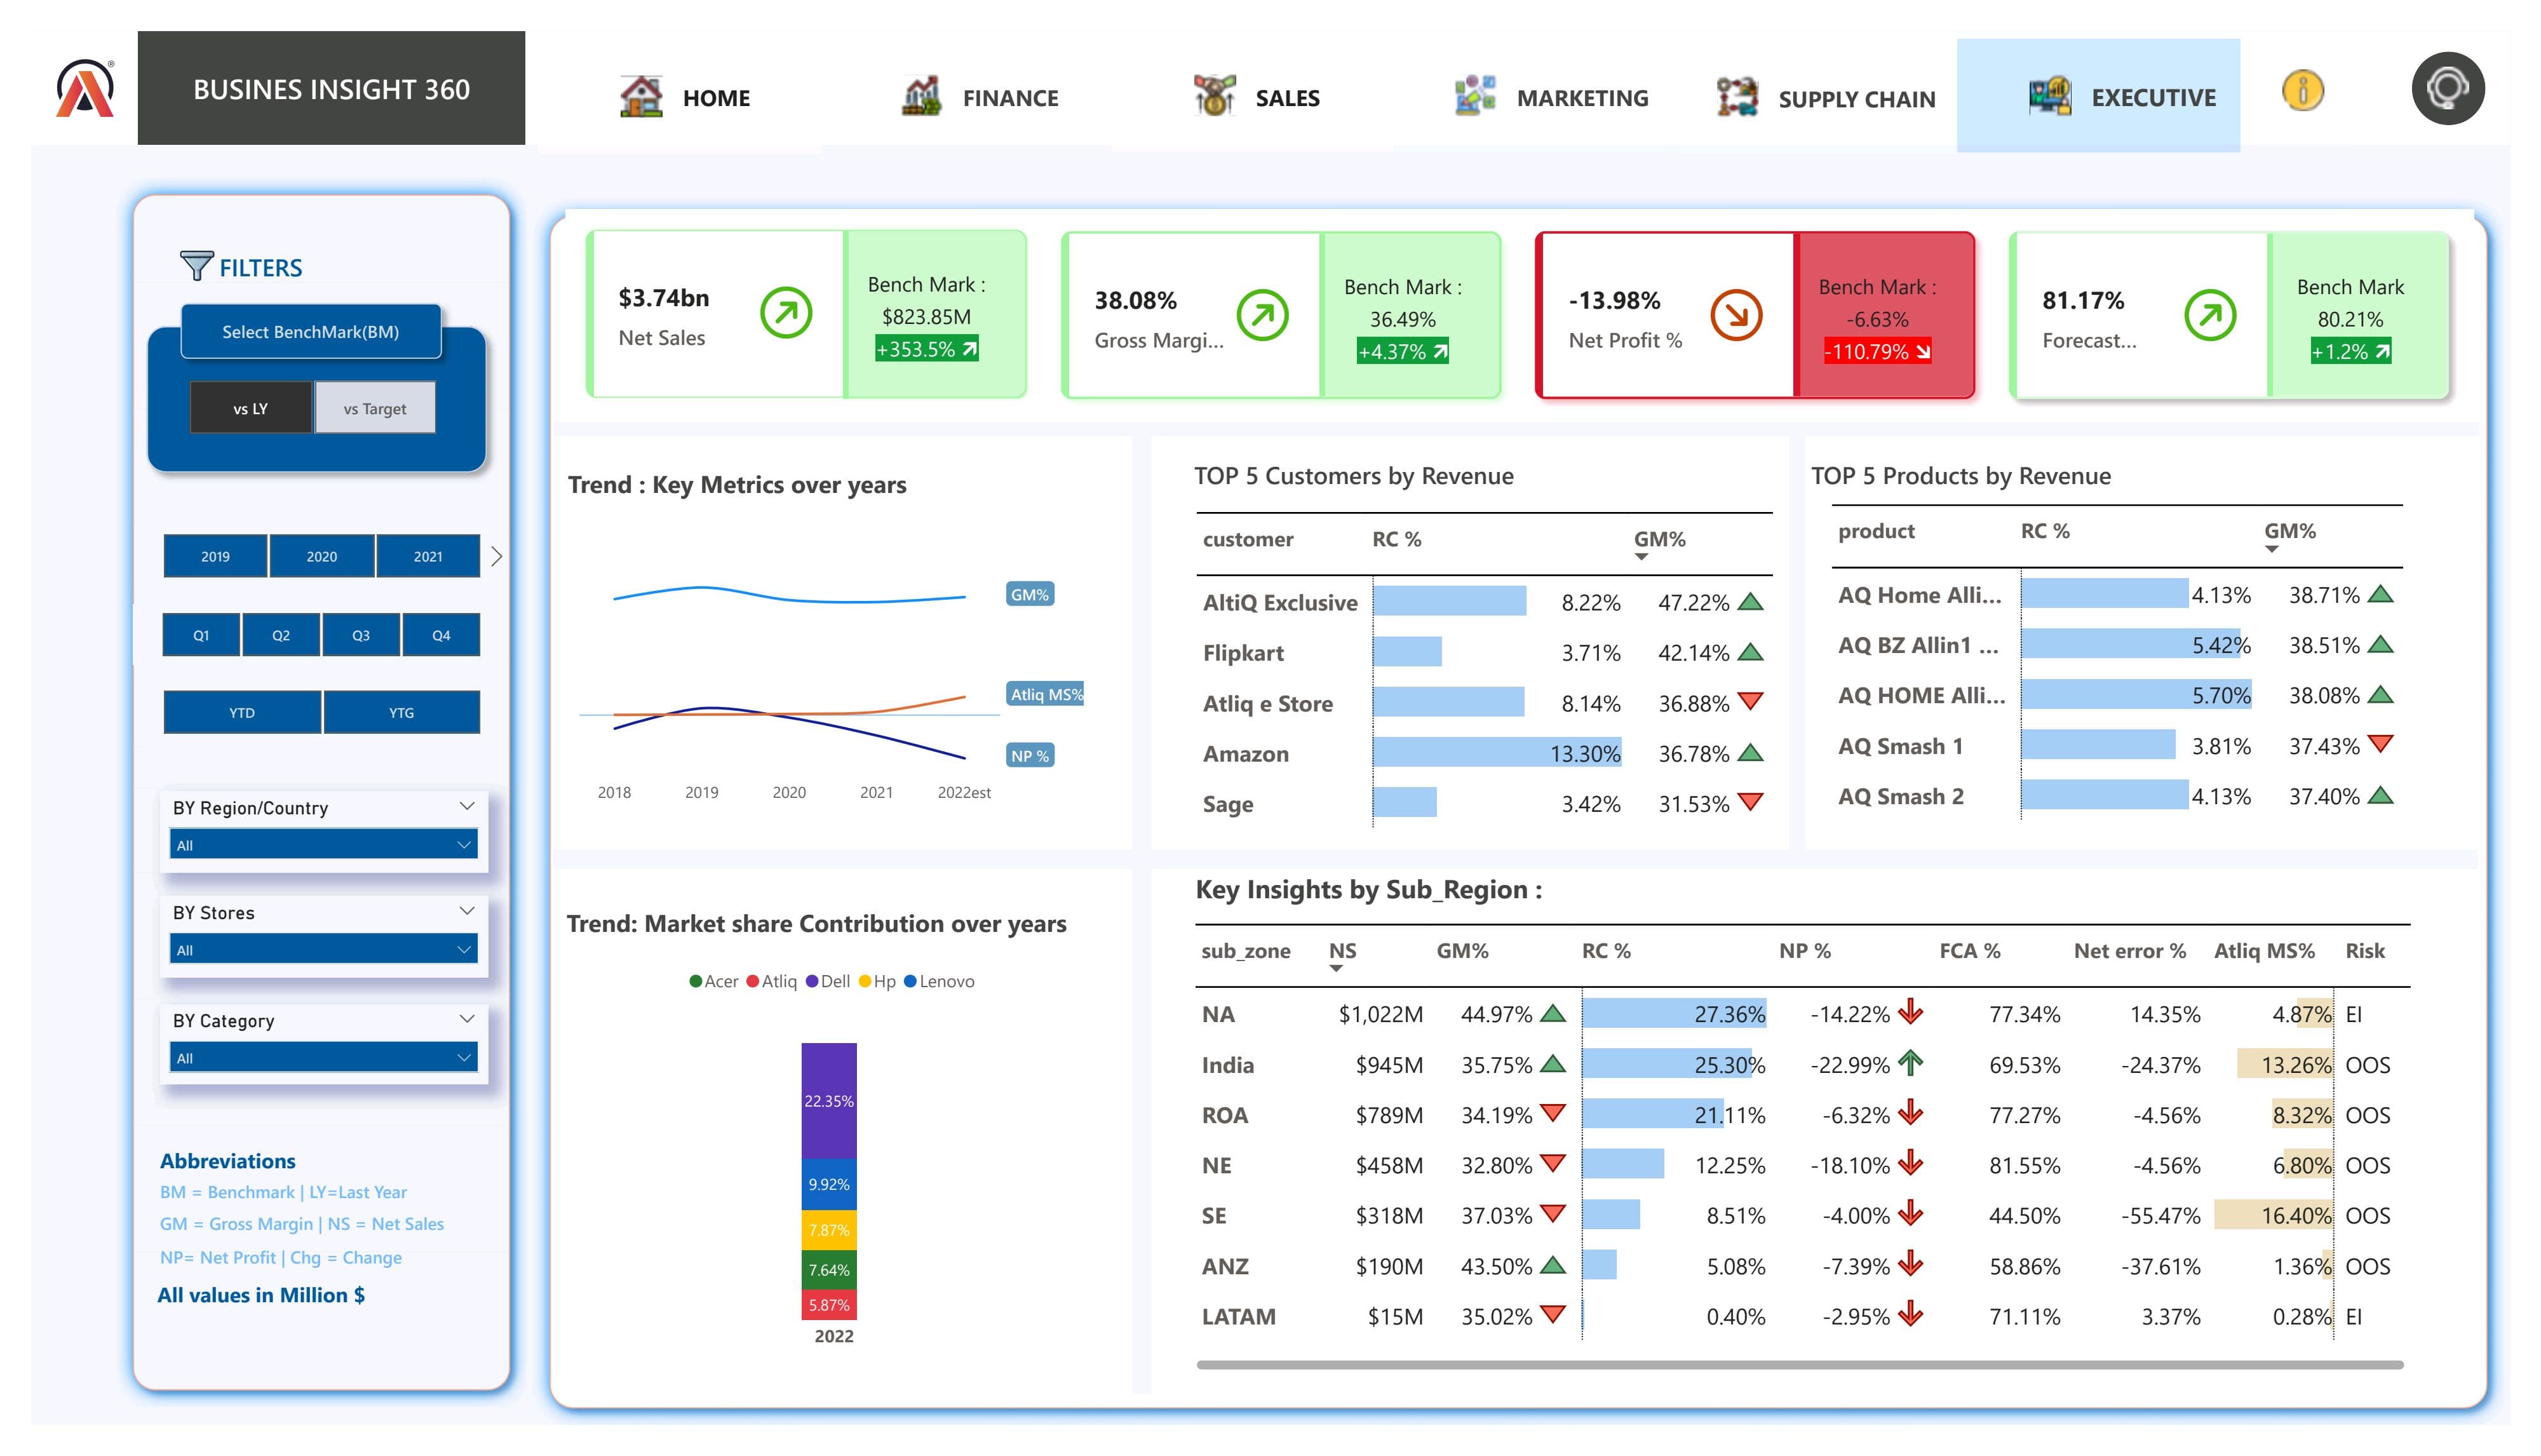 BUSINES INSIGHT 360
HOME
FINANCE
SALES
MARKETING
SUPPLY CHAIN
EXECUTIVE
FILTERS
Select BenchMark(BM)
vs LY
vs Target
2019
2020
2021
Q1
Q2
Q3
Q4
YTD
YTG
BY Region/Country
All
BY Stores
All
BY Category
All
Abbreviations
BM = Benchmark | LY=Last Year
GM = Gross Margin | NS = Net Sales
NP= Net Profit | Chg = Change
All values in Million $
$3.74bn
Net Sales
Bench Mark :
$823.85M
+353.5%
38.08%
Gross Margi...
Bench Mark :
36.49%
+4.37%
-13.98%
Net Profit %
Bench Mark :
-6.63%
-110.79%
81.17%
Forecast...
Bench Mark
80.21%
+1.2%
Trend : Key Metrics over years
GM%
Atliq MS%
NP %
2018 2019 2020 2021 2022est
TOP 5 Customers by Revenue
customer RC % GM%
AltiQ Exclusive 8.22% 47.22%
Flipkart 3.71% 42.14%
Atliq e Store 8.14% 36.88%
Amazon 13.30% 36.78%
Sage 3.42% 31.53%
TOP 5 Products by Revenue
product RC % GM%
AQ Home Alli... 4.13% 38.71%
AQ BZ Allin1 ... 5.42% 38.51%
AQ HOME Alli... 5.70% 38.08%
AQ Smash 1 3.81% 37.43%
AQ Smash 2 4.13% 37.40%
Trend: Market share Contribution over years
Acer Atliq Dell Hp Lenovo
22.35%
9.92%
7.87%
7.64%
5.87%
2022
Key Insights by Sub_Region :
sub_zone NS GM% RC % NP % FCA % Net error % Atliq MS% Risk
NA $1,022M 44.97% 27.36% -14.22% 77.34% 14.35% 4.87% EI
India $945M 35.75% 25.30% -22.99% 69.53% -24.37% 13.26% OOS
ROA $789M 34.19% 21.11% -6.32% 77.27% -4.56% 8.32% OOS
NE $458M 32.80% 12.25% -18.10% 81.55% -4.56% 6.80% OOS
SE $318M 37.03% 8.51% -4.00% 44.50% -55.47% 16.40% OOS
ANZ $190M 43.50% 5.08% -7.39% 58.86% -37.61% 1.36% OOS
LATAM $15M 35.02% 0.40% -2.95% 71.11% 3.37% 0.28% EI